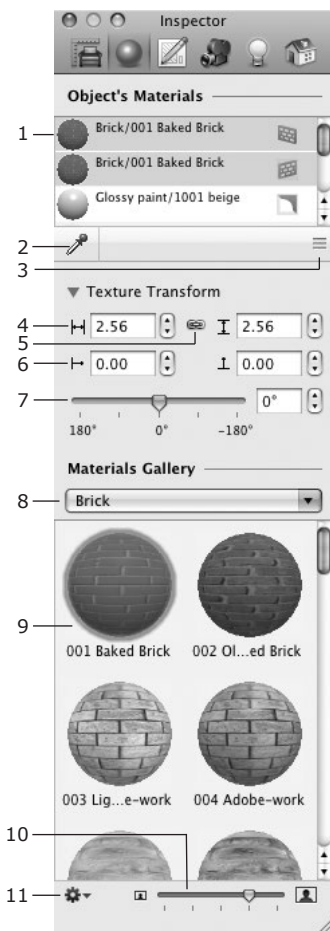 Inspector
Object's Materials
1
Brick/001 Baked Brick
Brick/001 Baked Brick
Glossy paint/1001 beige
2
3
Texture Transform
4
2.56
2.56
5
6
0.00
0.00
7
0°
180°
0°
-180°
Materials Gallery
8
Brick
9
001 Baked Brick
002 Ol...ed Brick
003 Lig...e-work
004 Adobe-work
10
11